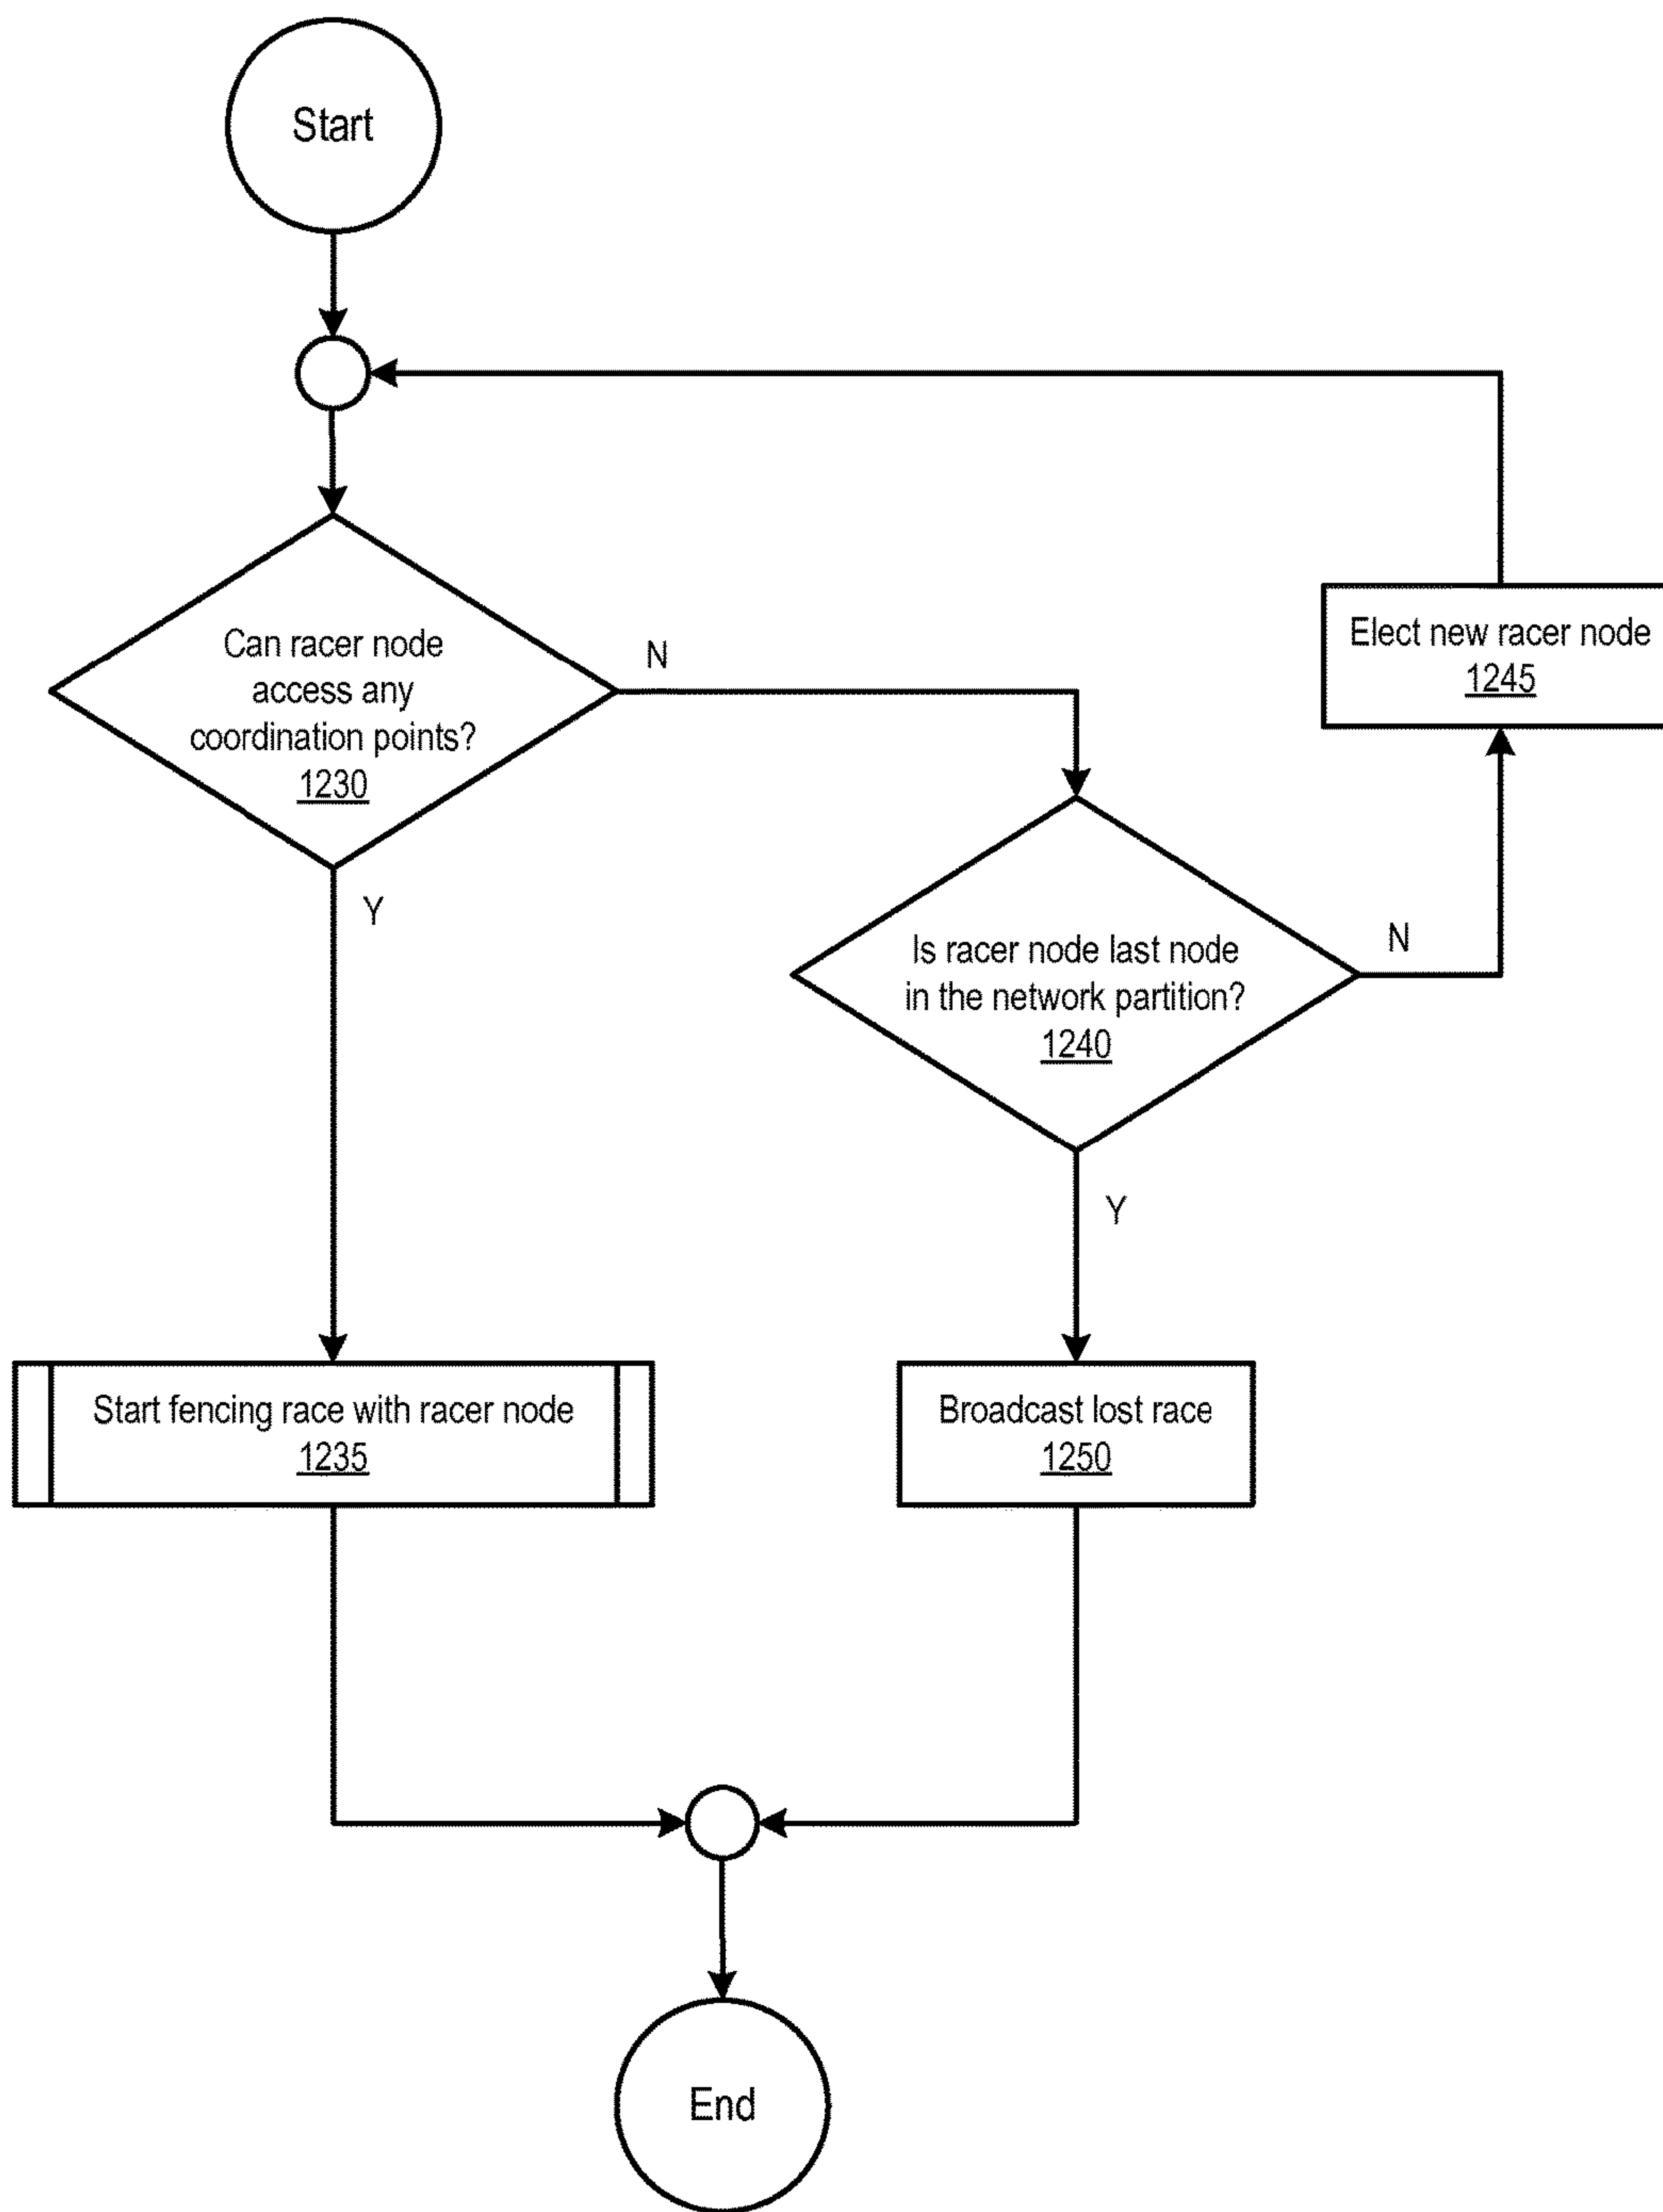 Start
Can racer node
access any
coordination points?
1230
N
Y
Elect new racer node
1245
Is racer node last node
in the network partition?
1240
N
Y
Start fencing race with racer node
1235
Broadcast lost race
1250
End